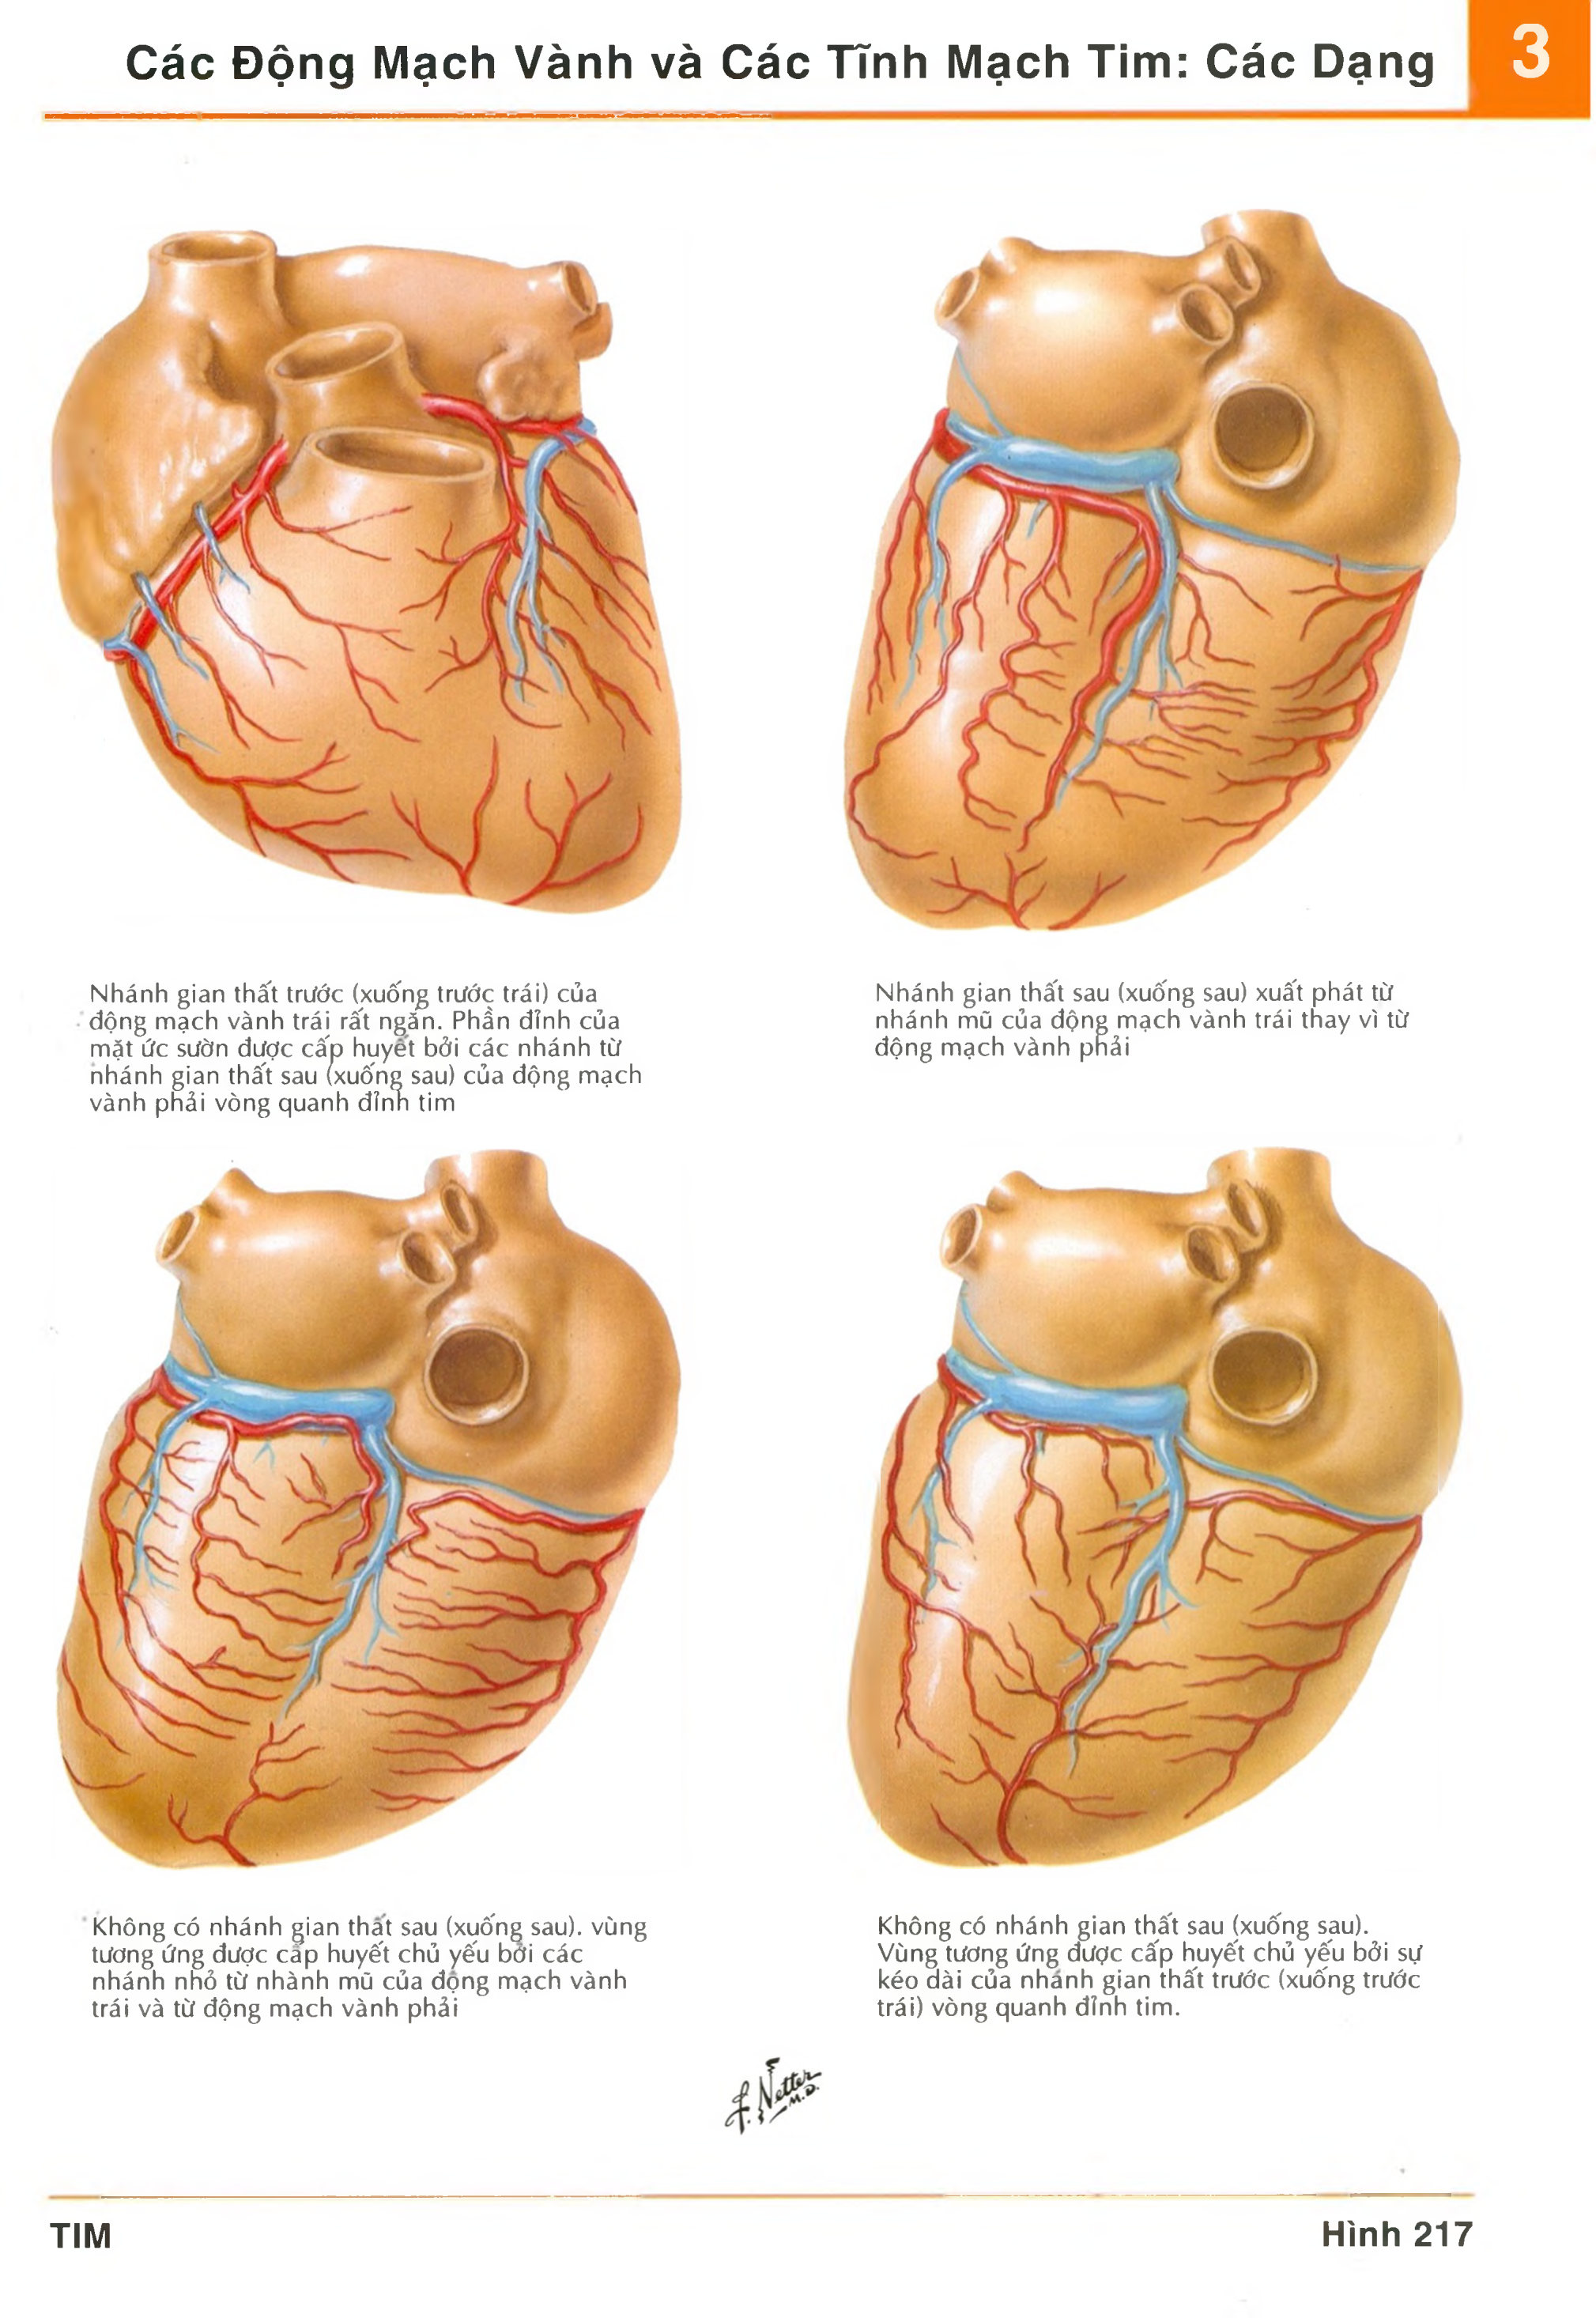 Các Động Mạch Vành và Các Tĩnh Mạch Tim: Các Dạng
3
Nhánh gian thất trước (xuống trước trái) của
động mạch vành trái rất ngắn. Phần đỉnh của
mặt ức sườn được cấp huyết bởi các nhánh từ
nhánh gian thất sau (xuống sau) của động mạch
vành phải vòng quanh đỉnh tim
Nhánh gian thất sau (xuống sau) xuất phát từ
nhánh mũ của động mạch vành trái thay vì từ
động mạch vành phải
Không có nhánh gian thất sau (xuống sau). vùng
tương ứng được cấp huyết chủ yếu bởi các
nhánh nhỏ từ nhành mũ của động mạch vành
trái và từ động mạch vành phải
Không có nhánh gian thất sau (xuống sau).
Vùng tương ứng được cấp huyết chủ yếu bởi sự
kéo dài của nhánh gian thất trước (xuống trước
trái) vòng quanh đỉnh tim.
F. Netter
M.D.
TIM
Hình 217